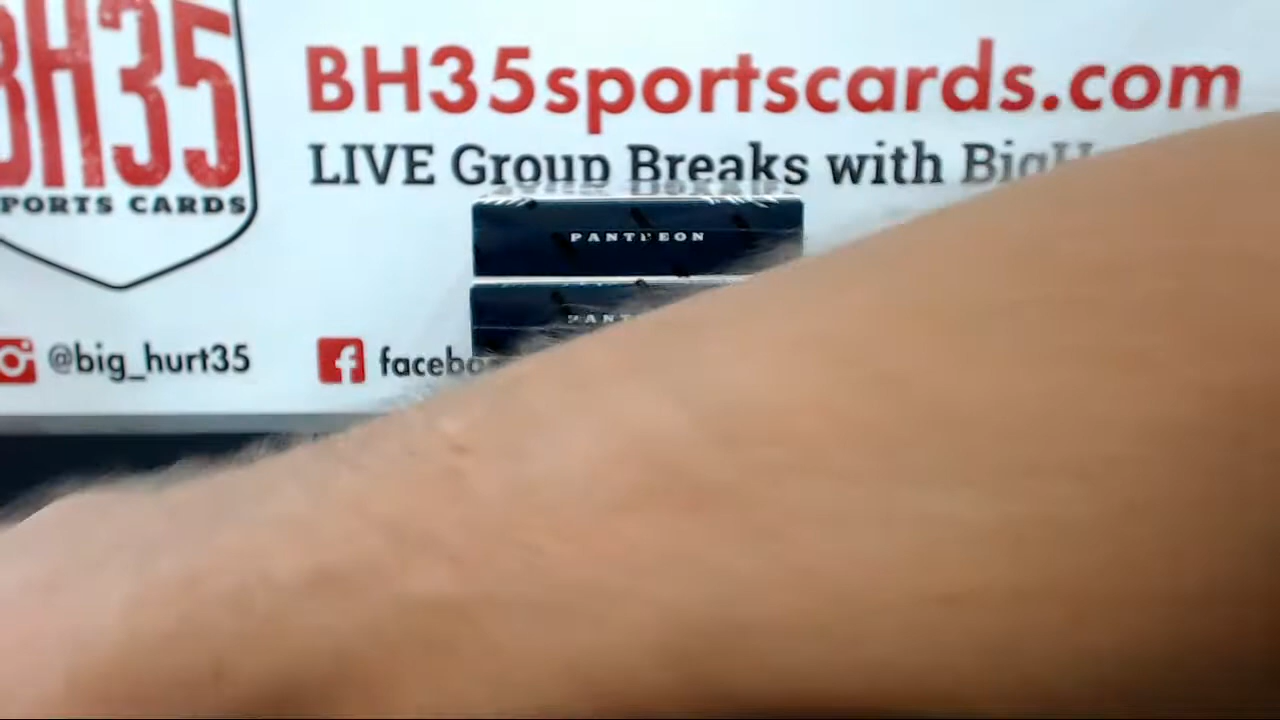 BH35
SPORTS CARDS
BH35sportscards.com
LIVE Group Breaks with
PANTHEON
@big_hurt35